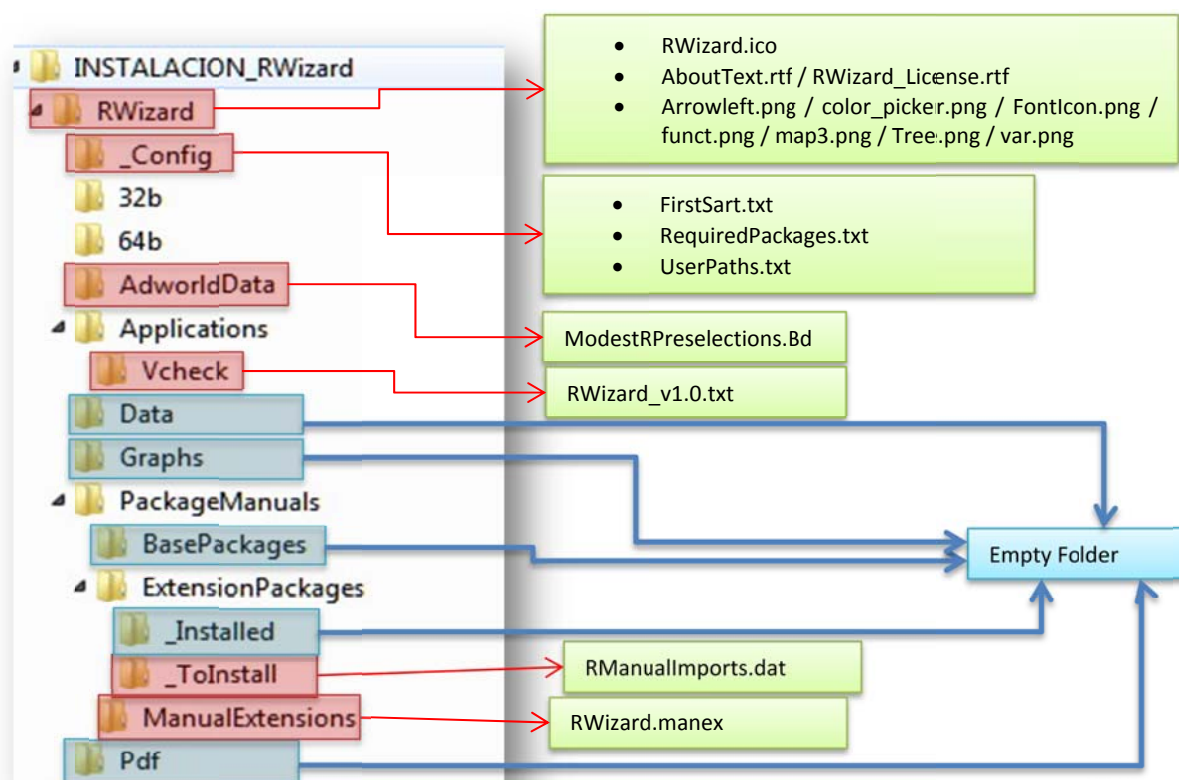 INSTALACION_RWizard
RWizard
_Config
32b
64b
AdworldData
Applications
Vcheck
Data
Graphs
PackageManuals
BasePackages
ExtensionPackages
_Installed
_ToInstall
ManualExtensions
Pdf
• RWizard.ico
• AboutText.rtf / RWizard_License.rtf
• Arrowleft.png / color_picker.png / FontIcon.png /
funct.png / map3.png / Tree.png / var.png
• FirstSart.txt
• RequiredPackages.txt
• UserPaths.txt
ModestRPreselections.Bd
RWizard_v1.0.txt
Empty Folder
RManualImports.dat
RWizard.manex